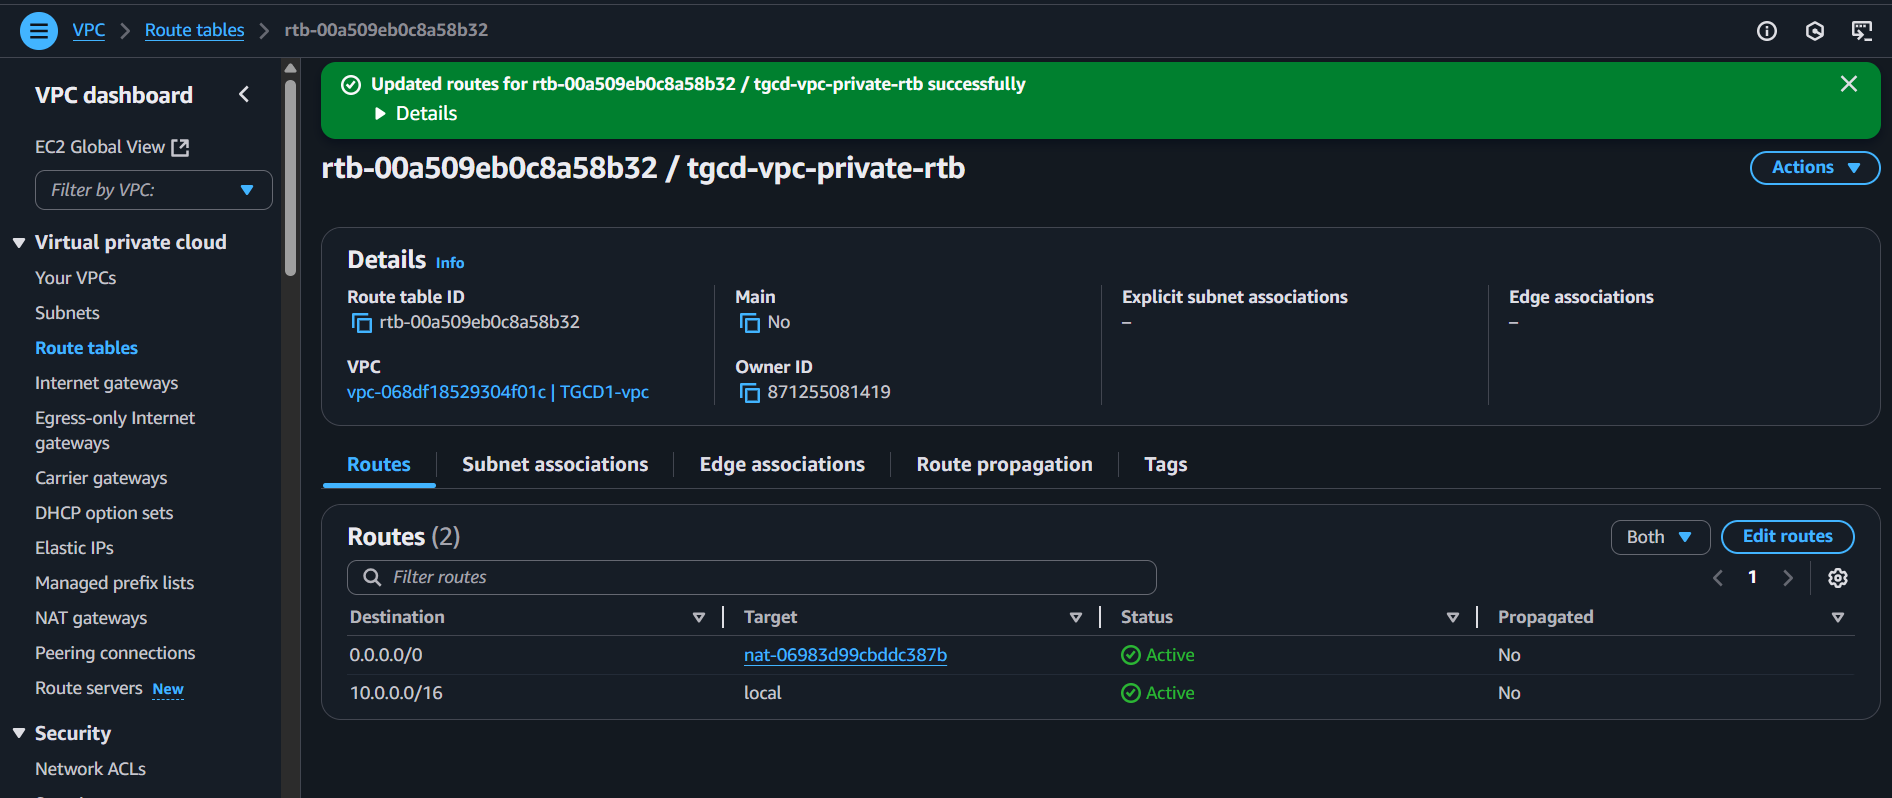 VPC
Route tables
rtb-00a509eb0c8a58b32
VPC dashboard
EC2 Global View
Filter by VPC:
Virtual private cloud
Your VPCs
Subnets
Route tables
Internet gateways
Egress-only Internet
gateways
Carrier gateways
DHCP option sets
Elastic IPs
Managed prefix lists
NAT gateways
Peering connections
Route servers New
Security
Network ACLs
Updated routes for rtb-00a509eb0c8a58b32 / tgcd-vpc-private-rtb successfully
Details
rtb-00a509eb0c8a58b32 / tgcd-vpc-private-rtb
Actions
Details Info
Route table ID
rtb-00a509eb0c8a58b32
Main
No
Explicit subnet associations
–
Edge associations
–
VPC
vpc-068df18529304f01c | TGCD1-vpc
Owner ID
871255081419
Routes
Subnet associations
Edge associations
Route propagation
Tags
Routes (2)
Both
Edit routes
Filter routes
1
Destination Target Status Propagated
0.0.0.0/0 nat-06983d99cbddc387b Active No
10.0.0.0/16 local Active No